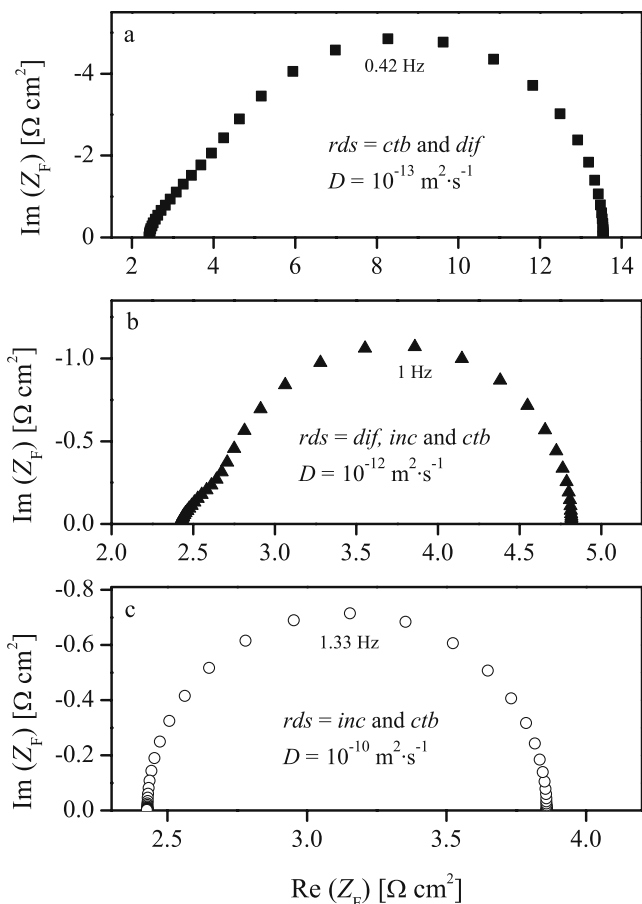 a
-4
-2
0
Im (Z_F) [Ω cm²]
0.42 Hz
rds = ctb and dif
D = 10⁻¹³ m²·s⁻¹
2 4 6 8 10 12 14
b
-1.0
-0.5
0.0
Im (Z_F) [Ω cm²]
1 Hz
rds = dif, inc and ctb
D = 10⁻¹² m²·s⁻¹
2.0 2.5 3.0 3.5 4.0 4.5 5.0
c
-0.8
-0.6
-0.4
-0.2
0.0
Im (Z_F) [Ω cm²]
1.33 Hz
rds = inc and ctb
D = 10⁻¹⁰ m²·s⁻¹
2.5 3.0 3.5 4.0
Re (Z_F) [Ω cm²]